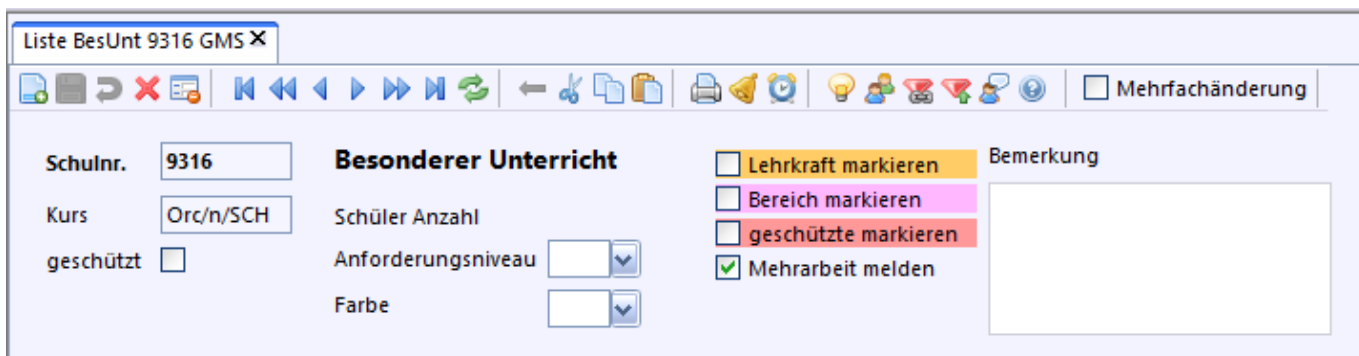 Liste BesUnt 9316 GMS
Mehrfachänderung
Schulnr. 9316
Besonderer Unterricht
Lehrkraft markieren
Bemerkung
Bereich markieren
Kurs Orc/n/SCH
Schüler Anzahl
geschützte markieren
geschützt
Anforderungsniveau
Mehrarbeit melden
Farbe